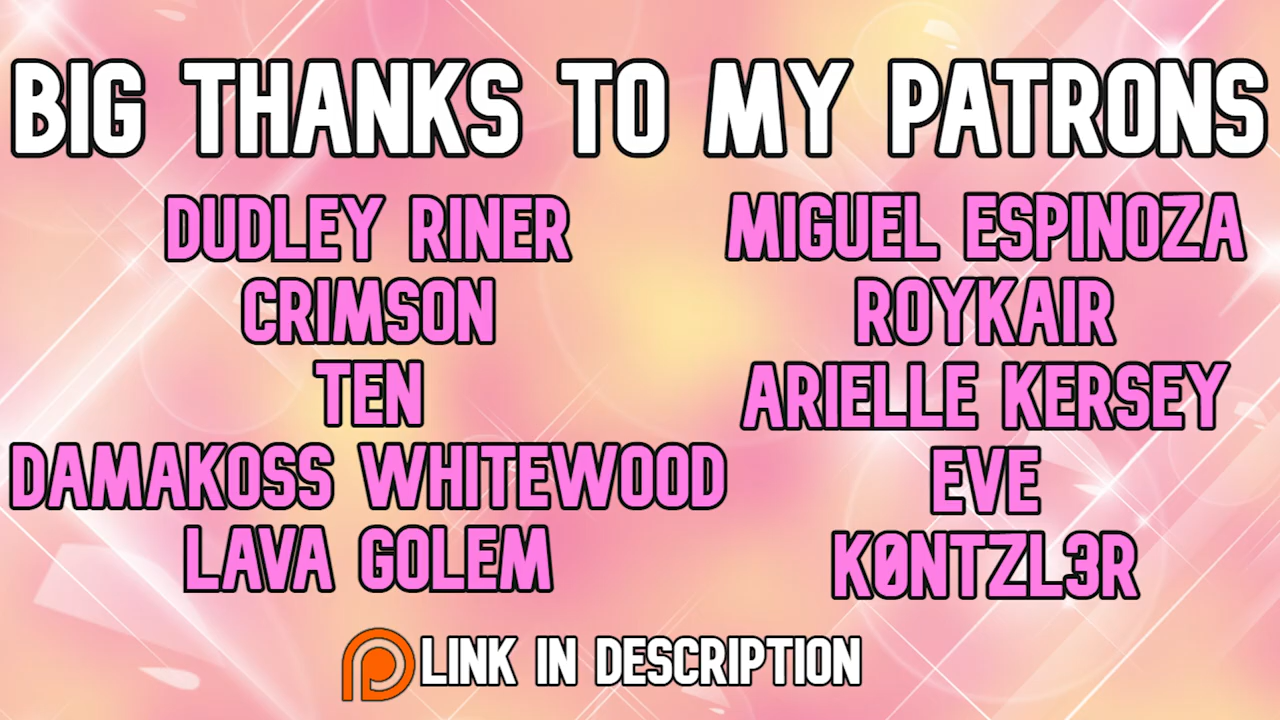 BIG THANKS TO MY PATRONS
DUDLEY RINER
CRIMSON
TEN
DAMAKOSS WHITEWOOD
LAVA GOLEM
MIGUEL ESPINOZA
ROYKAIR
ARIELLE KERSEY
EVE
KØNTZL3R
LINK IN DESCRIPTION